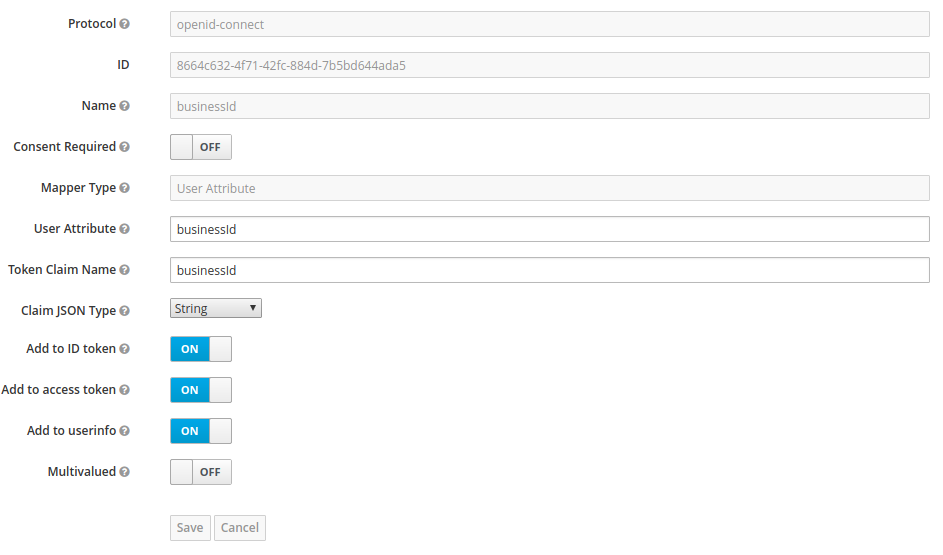 Protocol openid-connect
ID 8664c632-4f71-42fc-884d-7b5bd644ada5
Name businessId
Consent Required OFF
Mapper Type User Attribute
User Attribute businessId
Token Claim Name businessId
Claim JSON Type String
Add to ID token ON
Add to access token ON
Add to userinfo ON
Multivalued OFF
Save Cancel